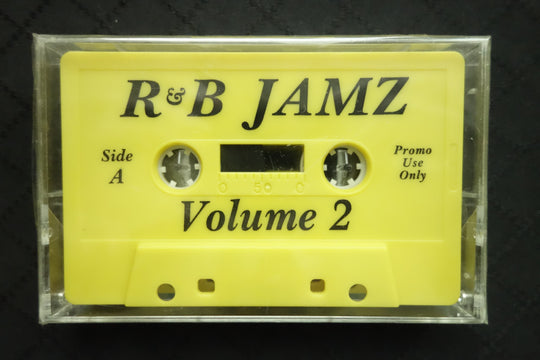 R&B JAMZ
Side
A
Promo
Use
Only
0 50 0
Volume 2